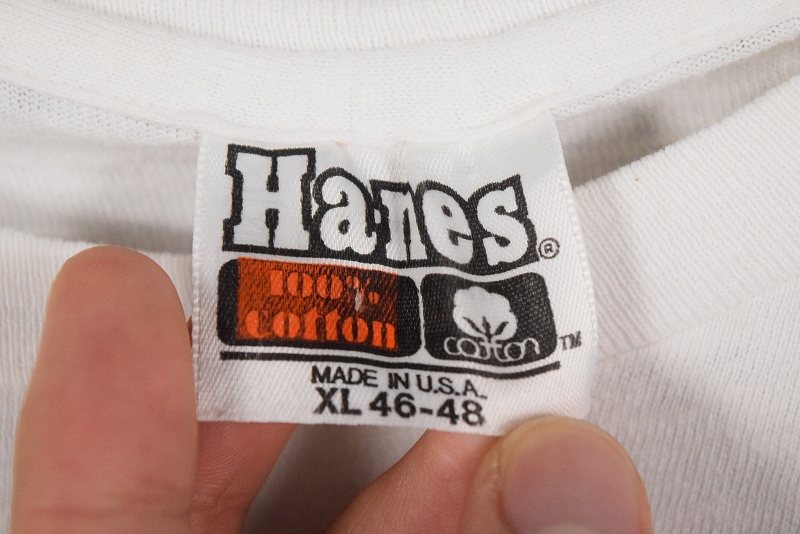 Hanes®
100%
cotton
cotton™
MADE IN U.S.A.
XL 46-48